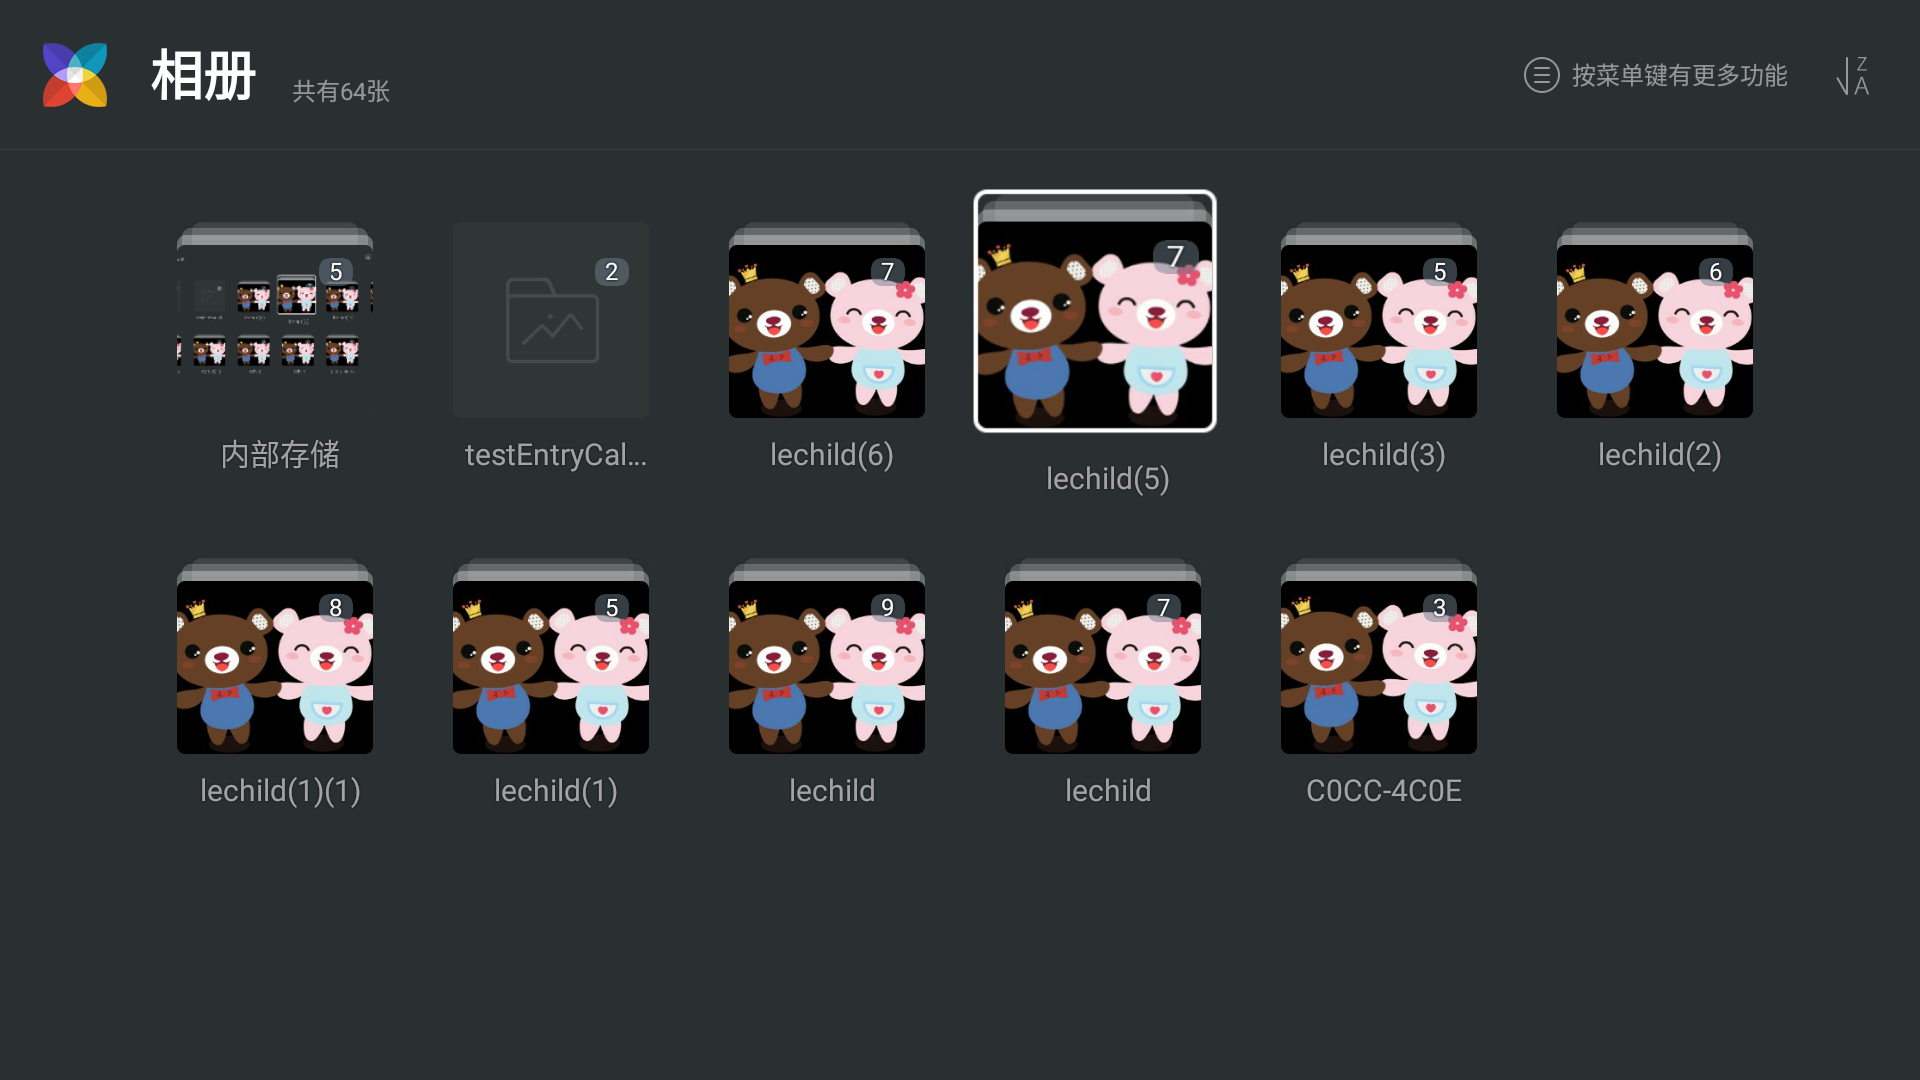 相册
共有64张
按菜单键有更多功能
Z
A
5
2
7
7
5
6
内部存储
testEntryCal...
lechild(6)
lechild(5)
lechild(3)
lechild(2)
8
5
9
7
3
lechild(1)(1)
lechild(1)
lechild
lechild
C0CC-4C0E